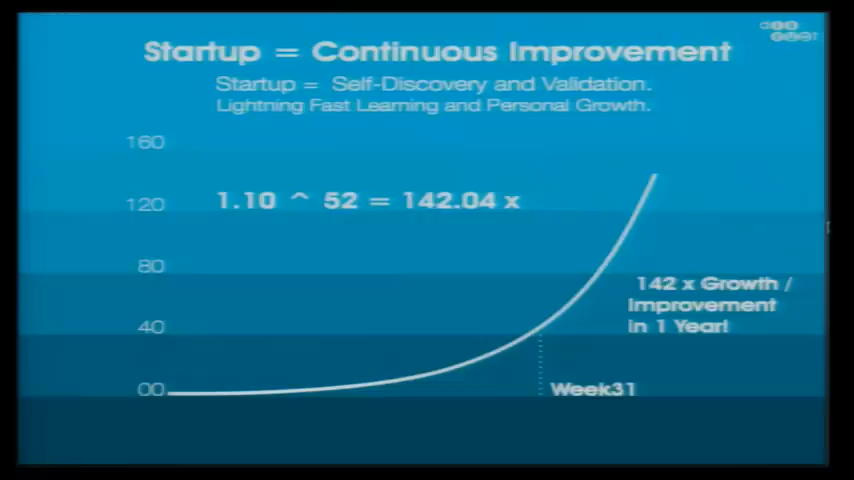 Startup = Continuous Improvement
Startup = Self-Discovery and Validation.
Lightning Fast Learning and Personal Growth.
160
1.10 ^ 52 = 142.04 x
120
80
142 x Growth /
Improvement
in 1 Year!
40
00
Week31